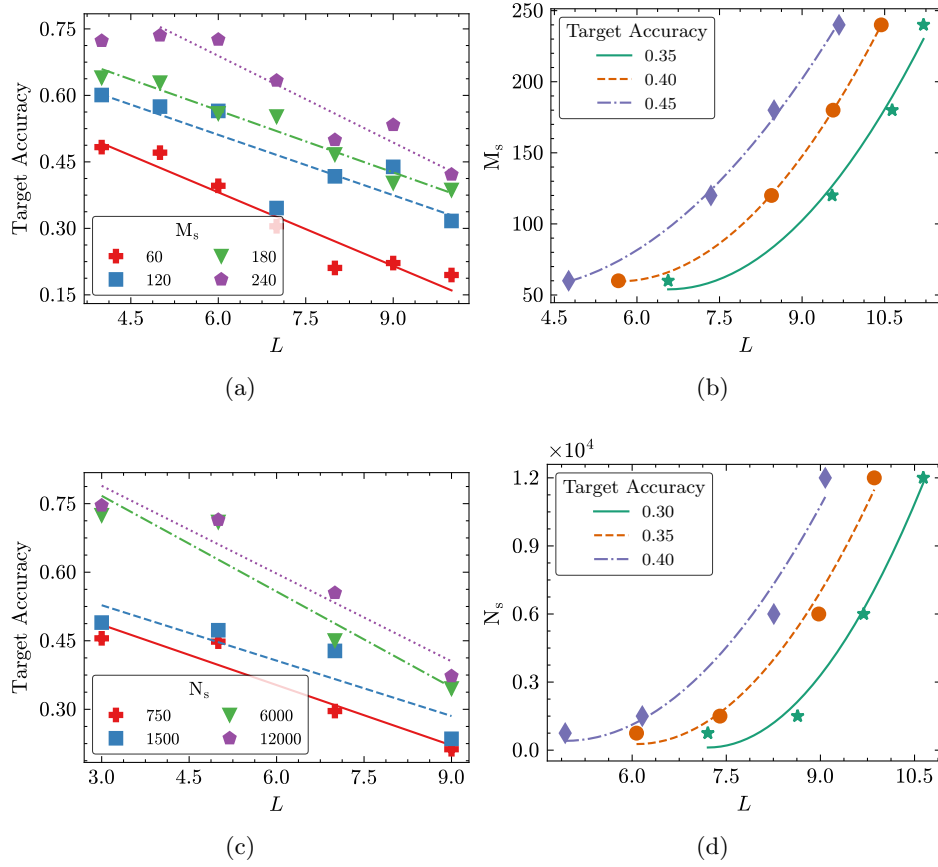 0.75
0.60
0.45
0.30
0.15
Target Accuracy
Mₛ
60
180
120
240
4.5 6.0 7.5 9.0
L
(a)
250
200
150
100
50
Mₛ
Target Accuracy
0.35
0.40
0.45
4.5 6.0 7.5 9.0 10.5
L
(b)
0.75
0.60
0.45
0.30
Target Accuracy
Nₛ
750
6000
1500
12000
3.0 4.5 6.0 7.5 9.0
L
(c)
×10⁴
1.2
0.9
0.6
0.3
0.0
Nₛ
Target Accuracy
0.30
0.35
0.40
6.0 7.5 9.0 10.5
L
(d)